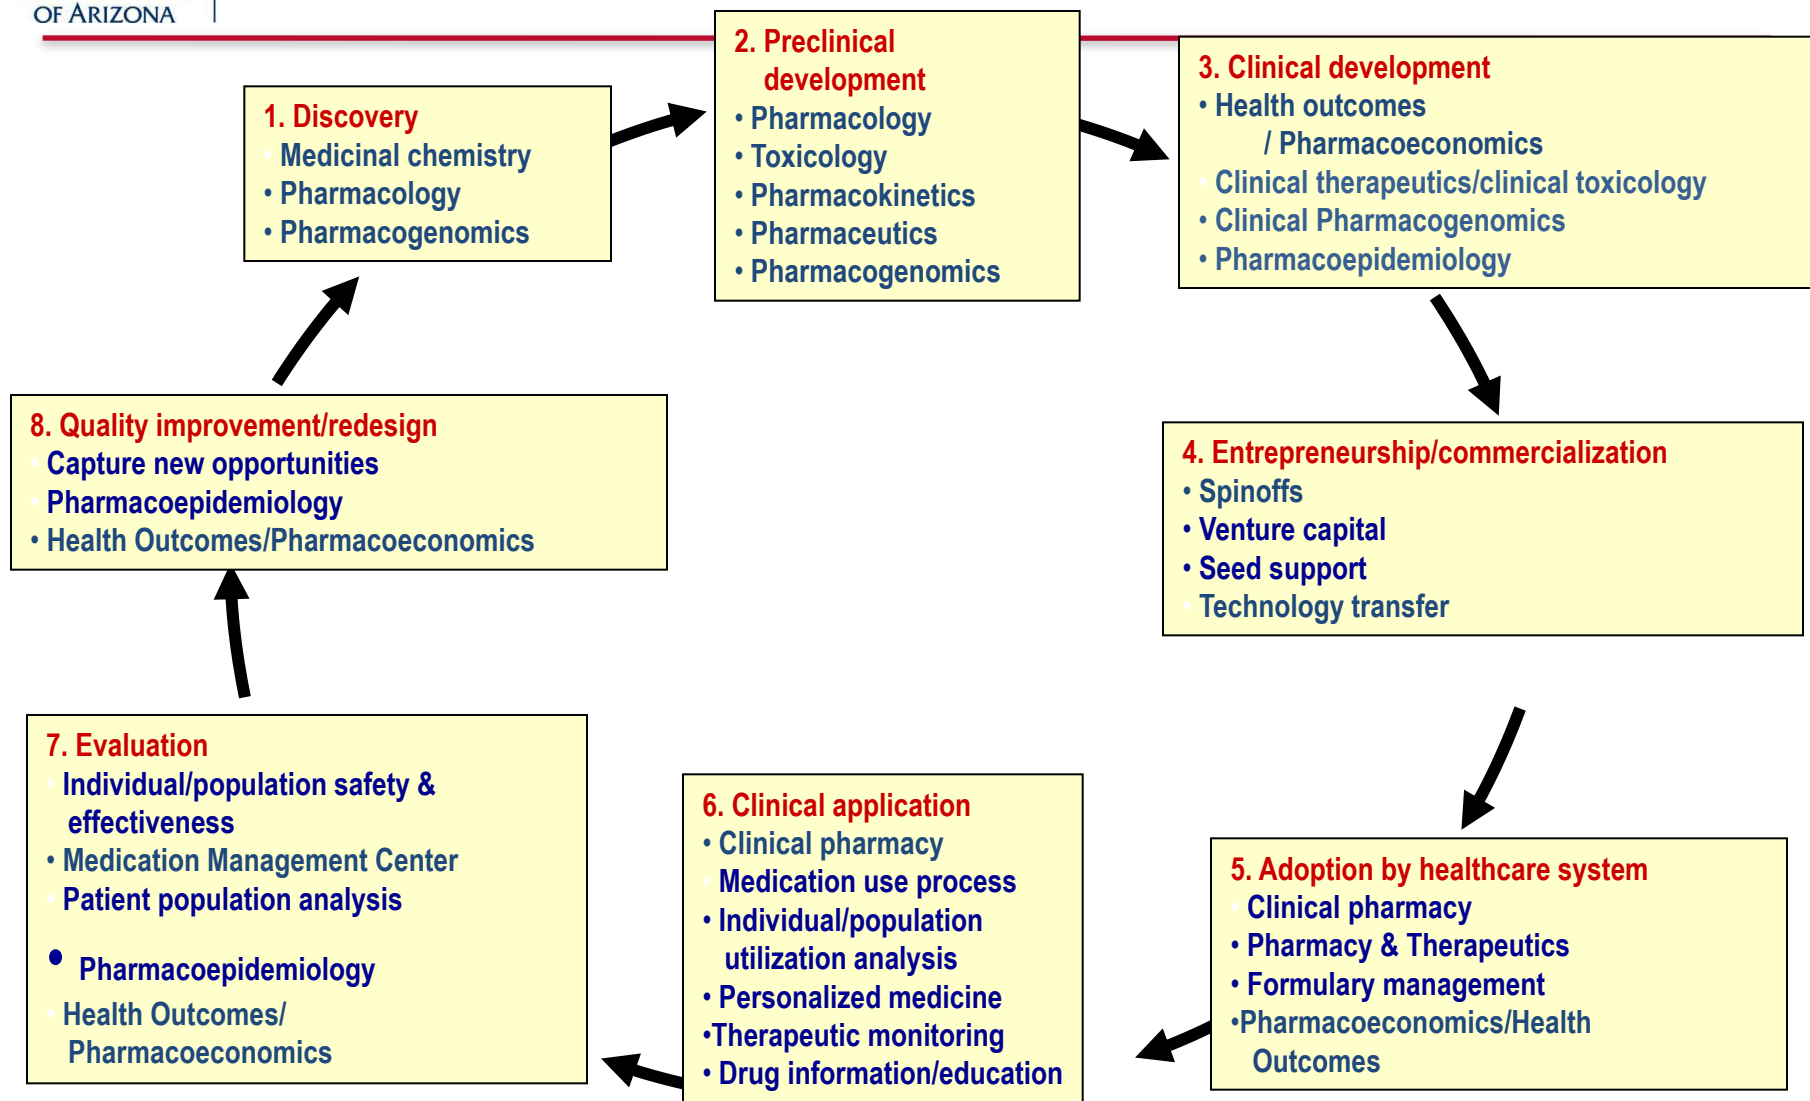 OF ARIZONA
1. Discovery
Medicinal chemistry
• Pharmacology
• Pharmacogenomics
2. Preclinical
development
• Pharmacology
• Toxicology
• Pharmacokinetics
• Pharmaceutics
• Pharmacogenomics
3. Clinical development
• Health outcomes
/ Pharmacoeconomics
• Clinical therapeutics/clinical toxicology
• Clinical Pharmacogenomics
• Pharmacoepidemiology
4. Entrepreneurship/commercialization
• Spinoffs
• Venture capital
• Seed support
• Technology transfer
5. Adoption by healthcare system
• Clinical pharmacy
• Pharmacy & Therapeutics
• Formulary management
•Pharmacoeconomics/Health
Outcomes
6. Clinical application
• Clinical pharmacy
• Medication use process
• Individual/population
utilization analysis
• Personalized medicine
•Therapeutic monitoring
• Drug information/education
7. Evaluation
• Individual/population safety &
effectiveness
• Medication Management Center
• Patient population analysis
• Pharmacoepidemiology
• Health Outcomes/
Pharmacoeconomics
8. Quality improvement/redesign
• Capture new opportunities
• Pharmacoepidemiology
• Health Outcomes/Pharmacoeconomics